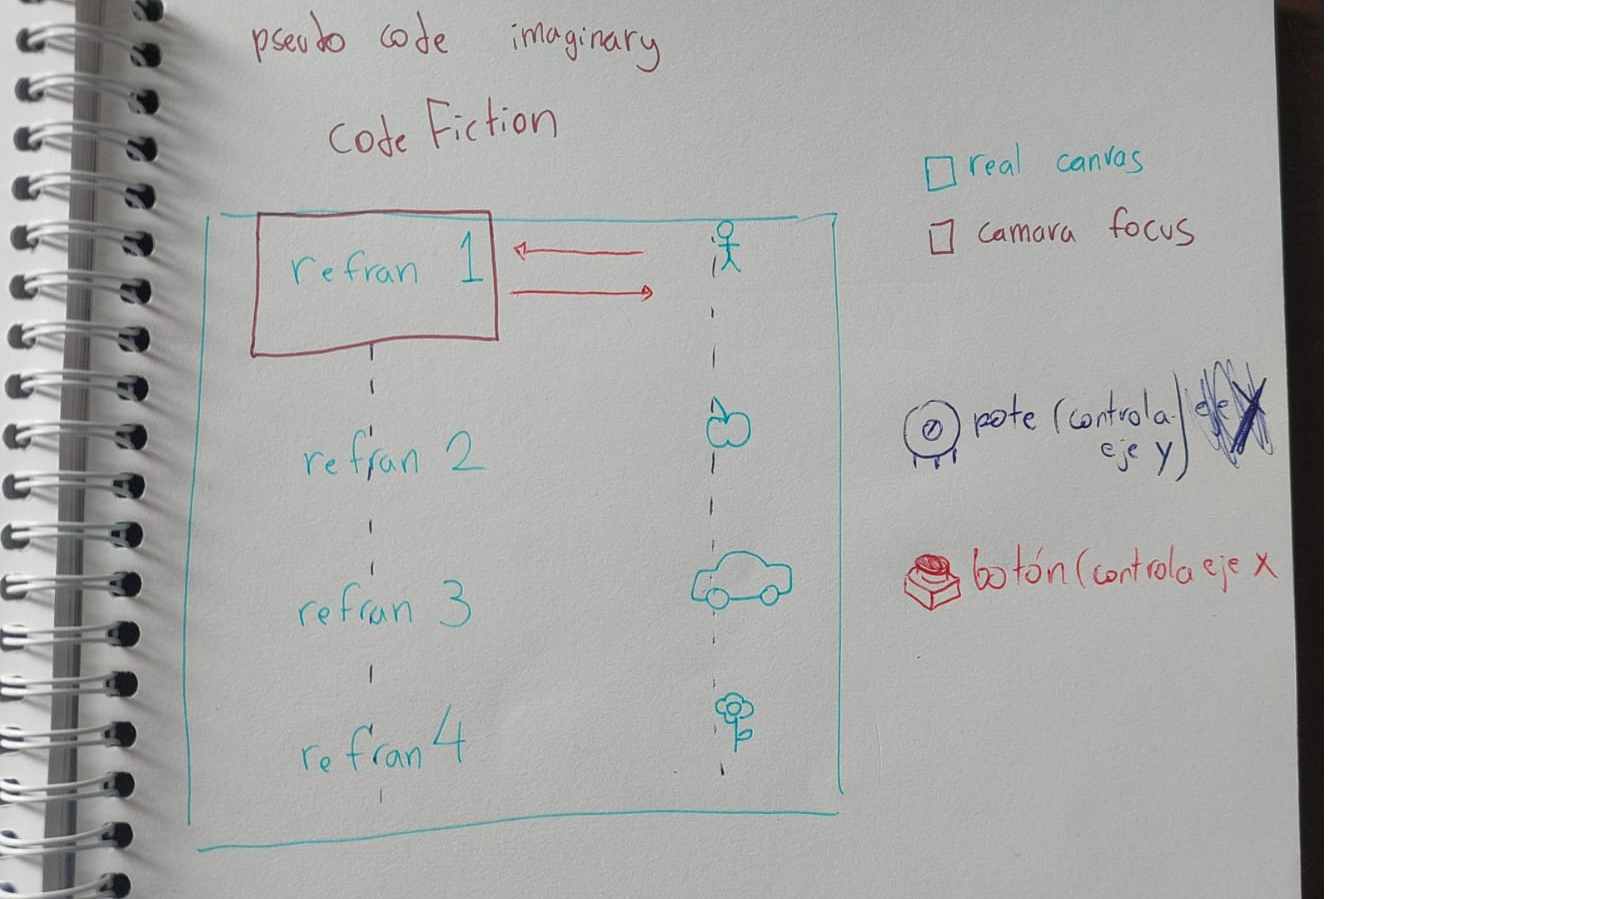 pseudo code imaginary
code Fiction
real canvas
camara focus
refran 1
refran 2
refran 3
refran 4
pote (controla
eje y)
botón (controla eje x